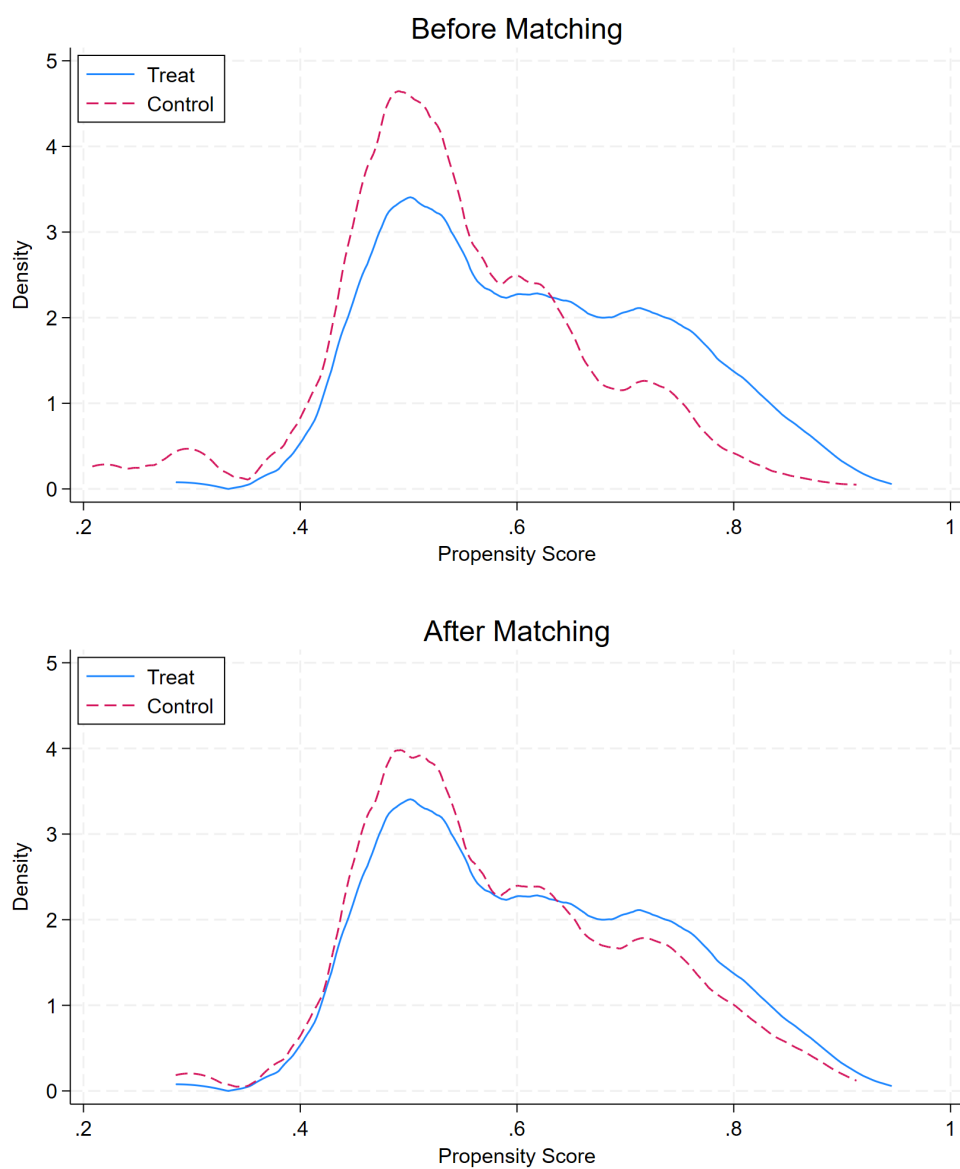 Before Matching
Treat
Control
5
4
3
2
1
0
Density
.2 .4 .6 .8 1
Propensity Score
After Matching
Treat
Control
5
4
3
2
1
0
Density
.2 .4 .6 .8 1
Propensity Score